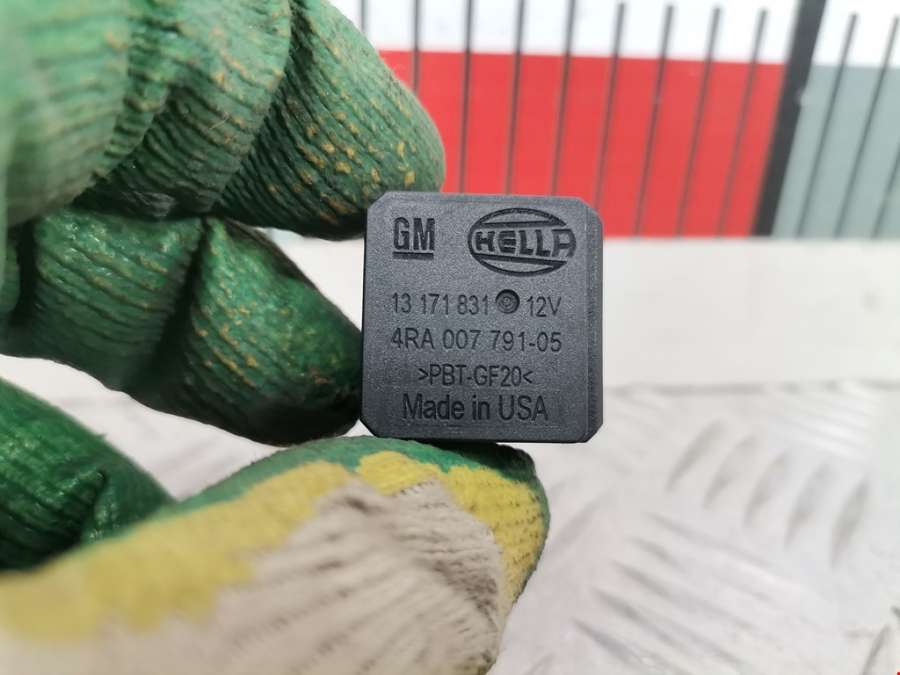 GM HELLA
13 171 831 12V
4RA 007 791-05
>PBT-GF20<
Made in USA